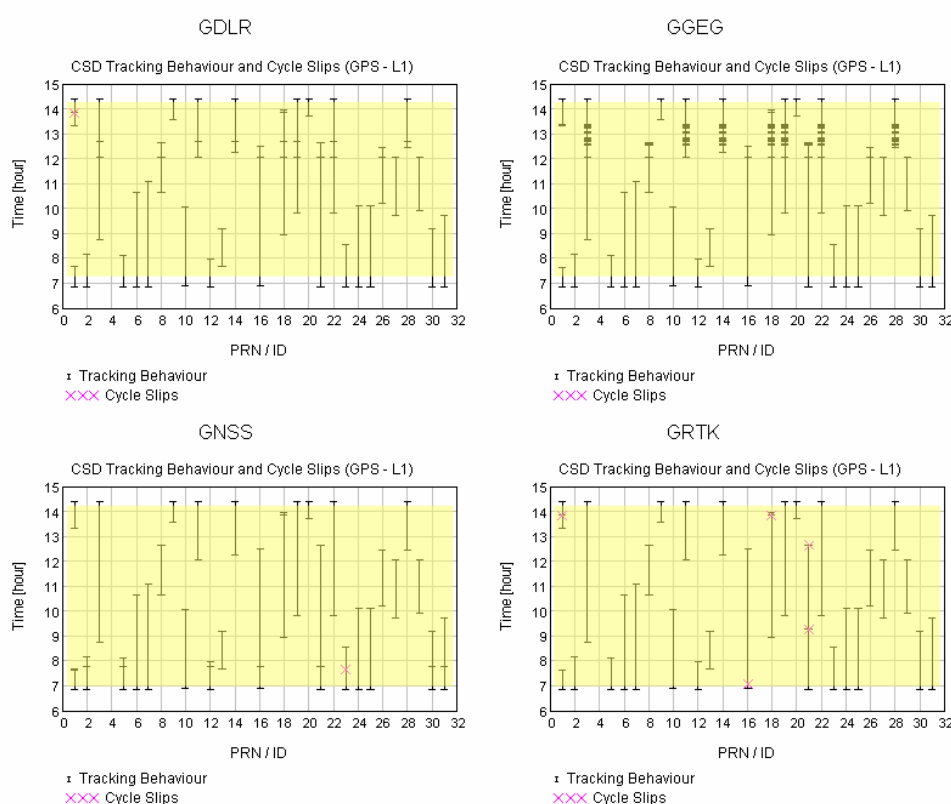 GDLR
CSD Tracking Behaviour and Cycle Slips (GPS - L1)
Time [hour]
15
14
13
12
11
10
9
8
7
6
0 2 4 6 8 10 12 14 16 18 20 22 24 26 28 30 32
PRN / ID
Tracking Behaviour
XXX Cycle Slips
GGEG
CSD Tracking Behaviour and Cycle Slips (GPS - L1)
Time [hour]
15
14
13
12
11
10
9
8
7
6
0 2 4 6 8 10 12 14 16 18 20 22 24 26 28 30 32
PRN / ID
Tracking Behaviour
XXX Cycle Slips
GNSS
CSD Tracking Behaviour and Cycle Slips (GPS - L1)
Time [hour]
15
14
13
12
11
10
9
8
7
6
0 2 4 6 8 10 12 14 16 18 20 22 24 26 28 30 32
PRN / ID
Tracking Behaviour
XXX Cycle Slips
GRTK
CSD Tracking Behaviour and Cycle Slips (GPS - L1)
Time [hour]
15
14
13
12
11
10
9
8
7
6
0 2 4 6 8 10 12 14 16 18 20 22 24 26 28 30 32
PRN / ID
Tracking Behaviour
XXX Cycle Slips